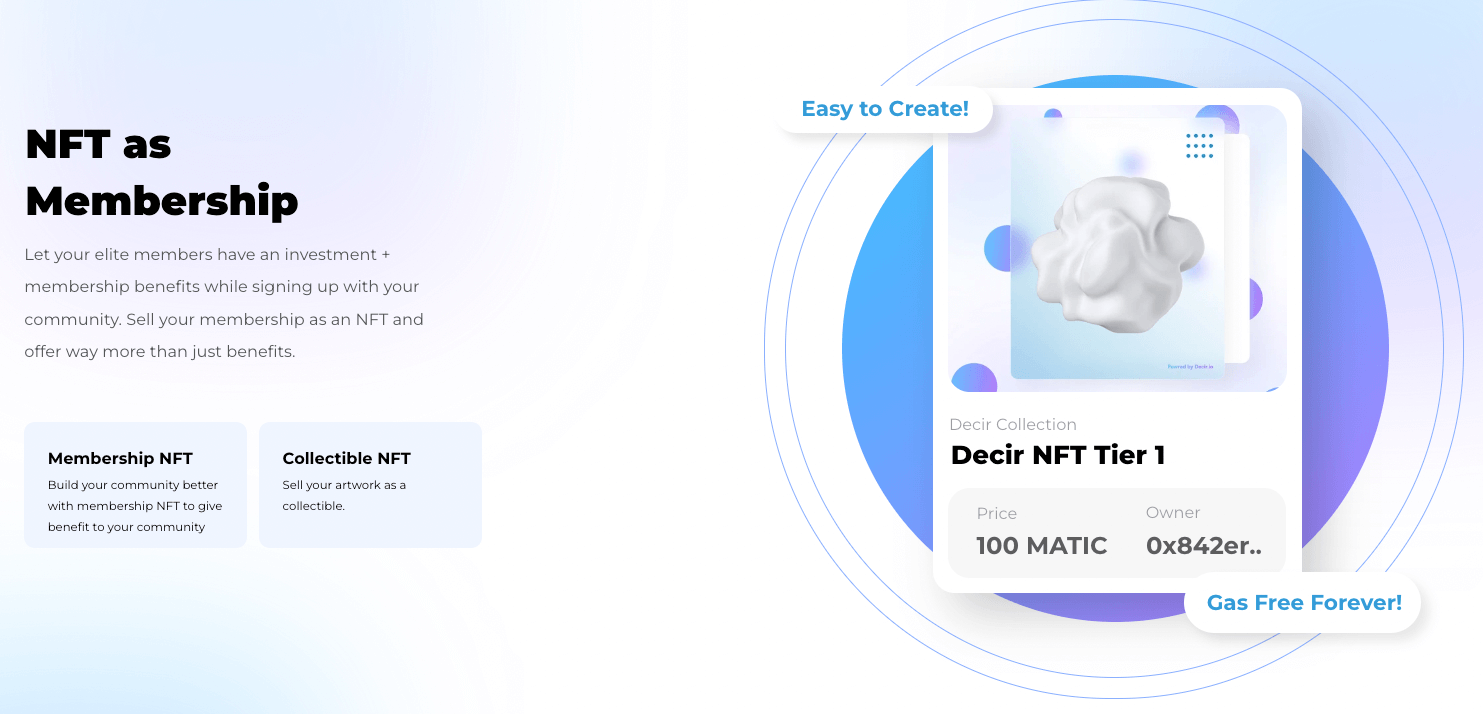 NFT as
Membership
Let your elite members have an investment +
membership benefits while signing up with your
community. Sell your membership as an NFT and
offer way more than just benefits.
Membership NFT
Build your community better
with membership NFT to give
benefit to your community
Collectible NFT
Sell your artwork as a
collectible.
Easy to Create!
Powered by Decir.io
Decir Collection
Decir NFT Tier 1
Price
100 MATIC
Owner
0x842er..
Gas Free Forever!